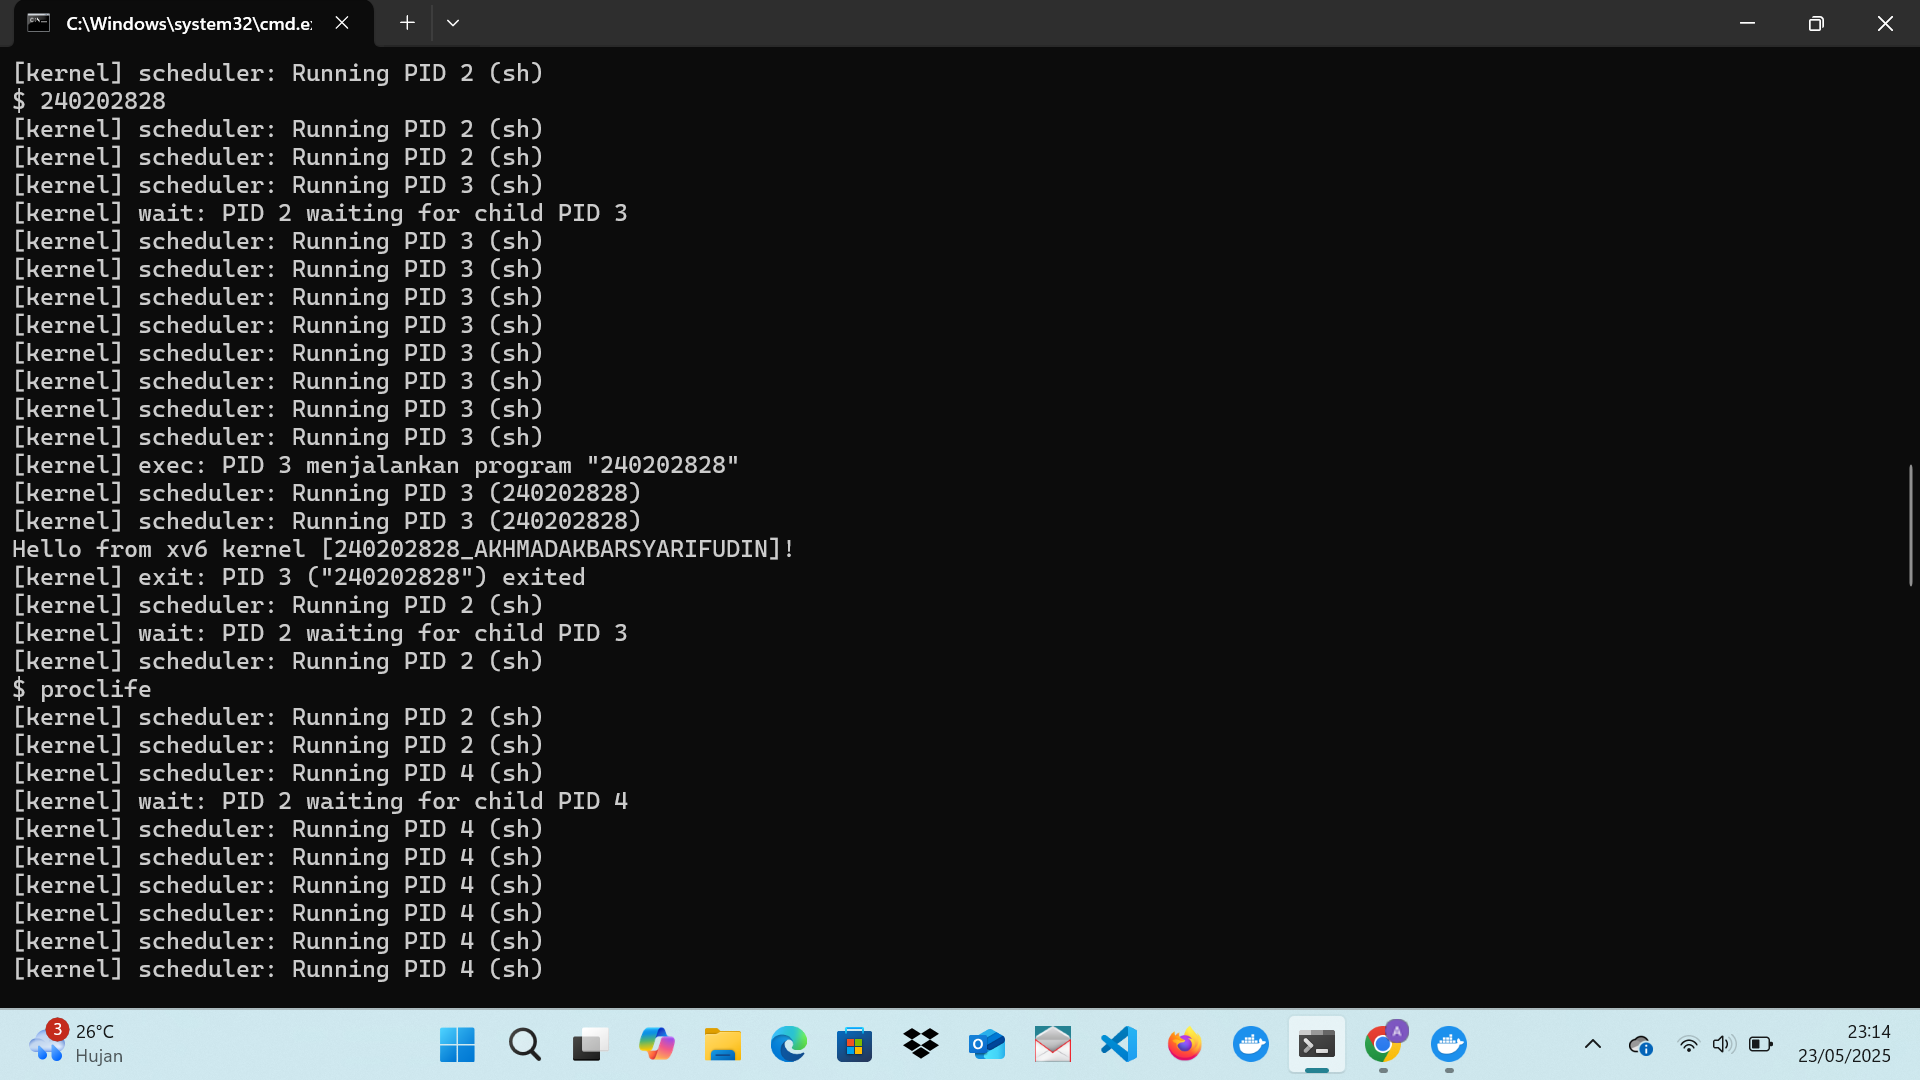 C:\Windows\system32\cmd.e
[kernel] scheduler: Running PID 2 (sh)
$ 240202828
[kernel] scheduler: Running PID 2 (sh)
[kernel] scheduler: Running PID 2 (sh)
[kernel] scheduler: Running PID 3 (sh)
[kernel] wait: PID 2 waiting for child PID 3
[kernel] scheduler: Running PID 3 (sh)
[kernel] scheduler: Running PID 3 (sh)
[kernel] scheduler: Running PID 3 (sh)
[kernel] scheduler: Running PID 3 (sh)
[kernel] scheduler: Running PID 3 (sh)
[kernel] scheduler: Running PID 3 (sh)
[kernel] scheduler: Running PID 3 (sh)
[kernel] scheduler: Running PID 3 (sh)
[kernel] exec: PID 3 menjalankan program "240202828"
[kernel] scheduler: Running PID 3 (240202828)
[kernel] scheduler: Running PID 3 (240202828)
Hello from xv6 kernel [240202828_AKHMADAKBARSYARIFUDIN]!
[kernel] exit: PID 3 ("240202828") exited
[kernel] scheduler: Running PID 2 (sh)
[kernel] wait: PID 2 waiting for child PID 3
[kernel] scheduler: Running PID 2 (sh)
$ proclife
[kernel] scheduler: Running PID 2 (sh)
[kernel] scheduler: Running PID 2 (sh)
[kernel] scheduler: Running PID 4 (sh)
[kernel] wait: PID 2 waiting for child PID 4
[kernel] scheduler: Running PID 4 (sh)
[kernel] scheduler: Running PID 4 (sh)
[kernel] scheduler: Running PID 4 (sh)
[kernel] scheduler: Running PID 4 (sh)
[kernel] scheduler: Running PID 4 (sh)
[kernel] scheduler: Running PID 4 (sh)
3
26°C
Hujan
A
23:14
23/05/2025